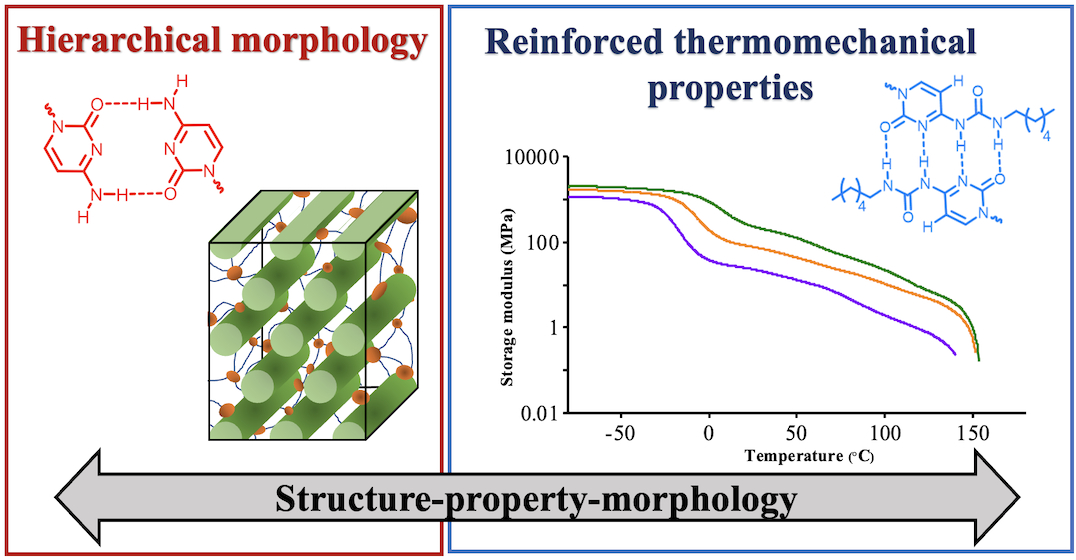 Hierarchical morphology
O
H
H
N
N
N
N
O
N
H
H
N
O
N
H
Reinforced thermomechanical
properties
N
H
O
O
N
N
N
H
H
4
H
H
H
O
N
N
N
O
4
O
H
N
10000
100
1
0.01
-50
0
50
100
150
Storage modulus (MPa)
Temperature (°C)
Structure-property-morphology